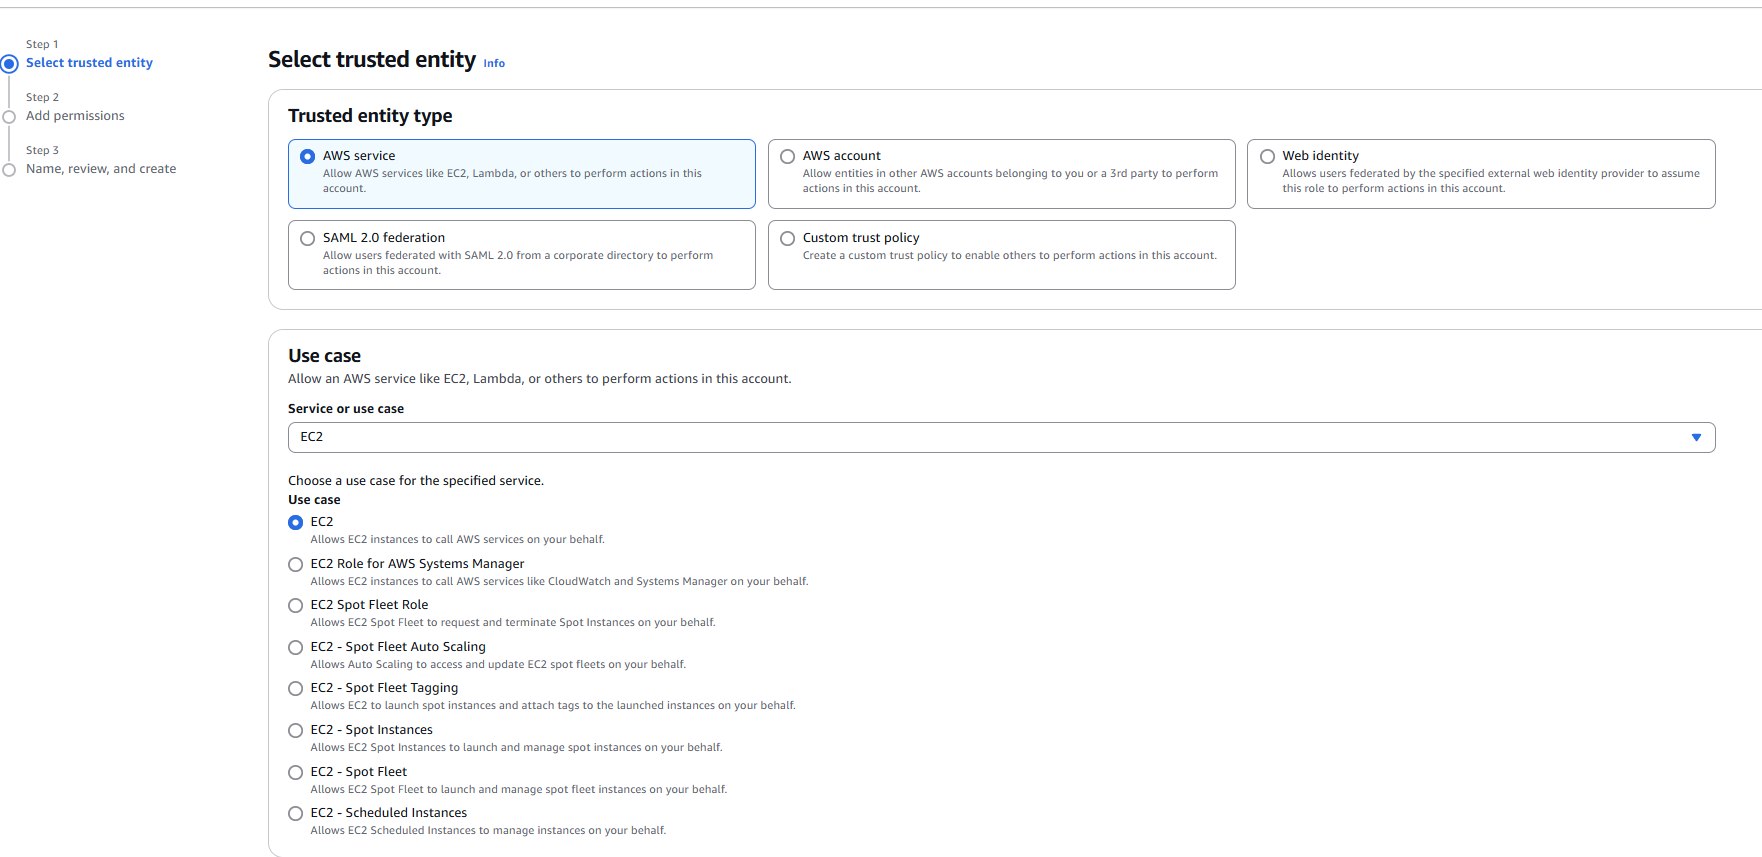 Step 1
Select trusted entity
Step 2
Add permissions
Step 3
Name, review, and create
Select trusted entity Info
Trusted entity type
AWS service
Allow AWS services like EC2, Lambda, or others to perform actions in this
account.
AWS account
Allow entities in other AWS accounts belonging to you or a 3rd party to perform
actions in this account.
Web identity
Allows users federated by the specified external web identity provider to assume
this role to perform actions in this account.
SAML 2.0 federation
Allow users federated with SAML 2.0 from a corporate directory to perform
actions in this account.
Custom trust policy
Create a custom trust policy to enable others to perform actions in this account.
Use case
Allow an AWS service like EC2, Lambda, or others to perform actions in this account.
Service or use case
EC2
Choose a use case for the specified service.
Use case
EC2
Allows EC2 instances to call AWS services on your behalf.
EC2 Role for AWS Systems Manager
Allows EC2 instances to call AWS services like CloudWatch and Systems Manager on your behalf.
EC2 Spot Fleet Role
Allows EC2 Spot Fleet to request and terminate Spot Instances on your behalf.
EC2 - Spot Fleet Auto Scaling
Allows Auto Scaling to access and update EC2 spot fleets on your behalf.
EC2 - Spot Fleet Tagging
Allows EC2 to launch spot instances and attach tags to the launched instances on your behalf.
EC2 - Spot Instances
Allows EC2 Spot Instances to launch and manage spot instances on your behalf.
EC2 - Spot Fleet
Allows EC2 Spot Fleet to launch and manage spot fleet instances on your behalf.
EC2 - Scheduled Instances
Allows EC2 Scheduled Instances to manage instances on your behalf.